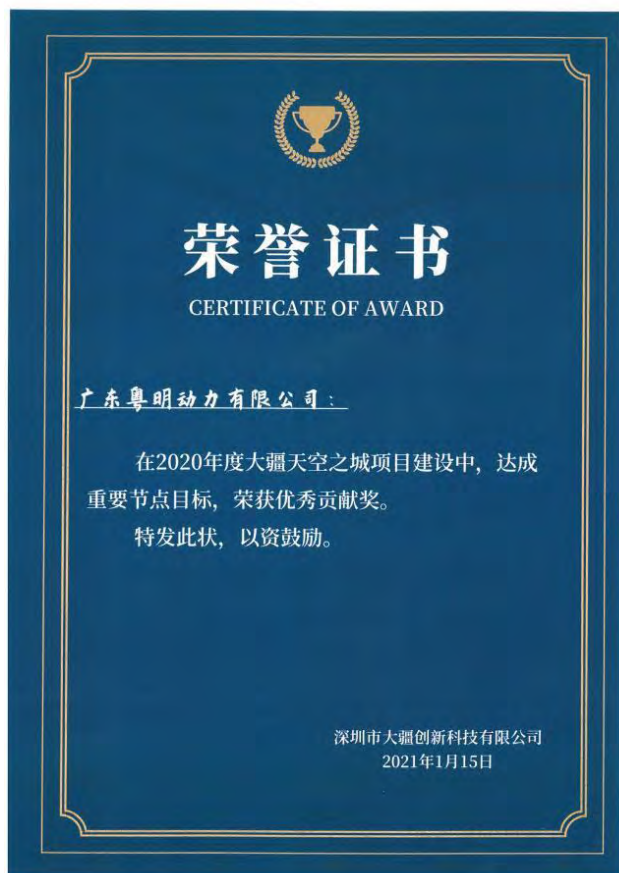 荣誉证书
CERTIFICATE OF AWARD
广东粤明动力有限公司：
在2020年度大疆天空之城项目建设中，达成
重要节点目标，荣获优秀贡献奖。
特发此状，以资鼓励。
深圳市大疆创新科技有限公司
2021年1月15日